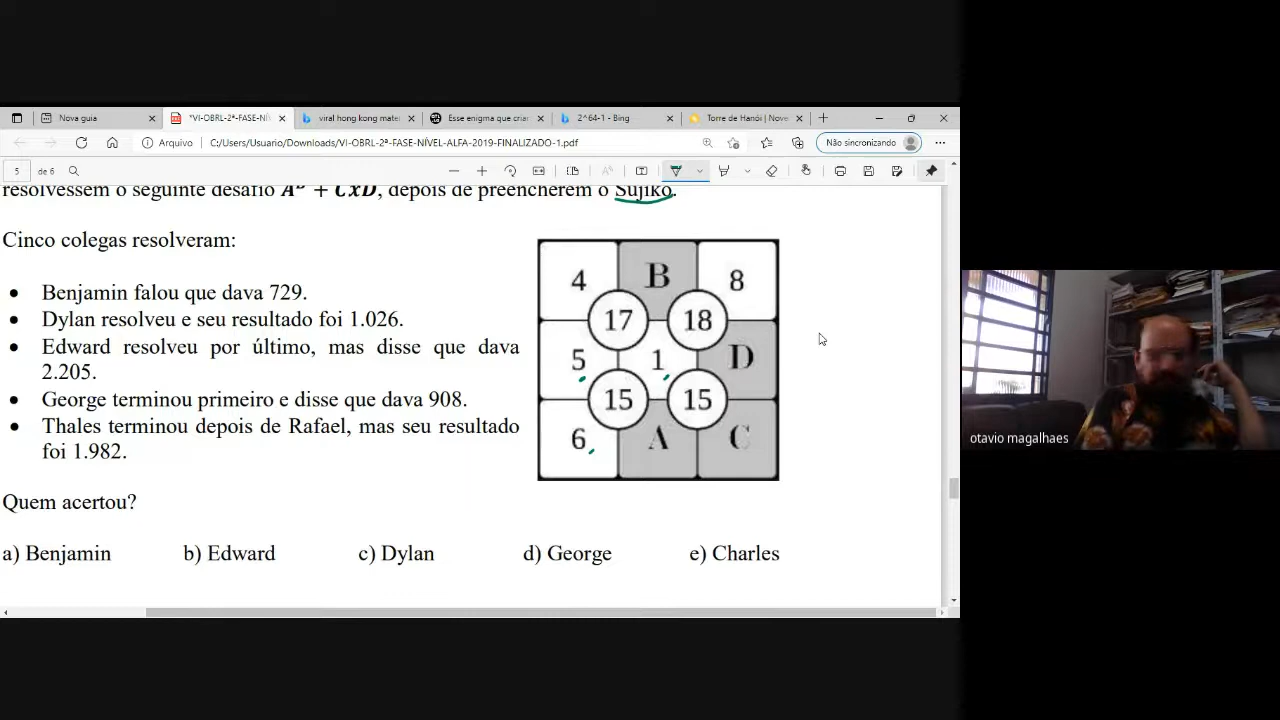 Nova guia
*VI-OBRL-2ª-FASE-NÍV
viral hong kong mate
Esse enigma que criar
2^64-1 - Bing
Torre de Hanói | Nove
Arquivo
C:/Users/Usuario/Downloads/VI-OBRL-2ª-FASE-NÍVEL-ALFA-2019-FINALIZADO-1.pdf
Não sincronizando
5 de 6
resolvessem o seguinte desafio Aᴮ + CxD, depois de preencherem o Sujiko.
Cinco colegas resolveram:
• Benjamin falou que dava 729.
• Dylan resolveu e seu resultado foi 1.026.
• Edward resolveu por último, mas disse que dava
2.205.
• George terminou primeiro e disse que dava 908.
• Thales terminou depois de Rafael, mas seu resultado
foi 1.982.
4 B 8
17 18
5 1 D
15 15
6 A C
Quem acertou?
a) Benjamin b) Edward c) Dylan d) George e) Charles
otavio magalhaes